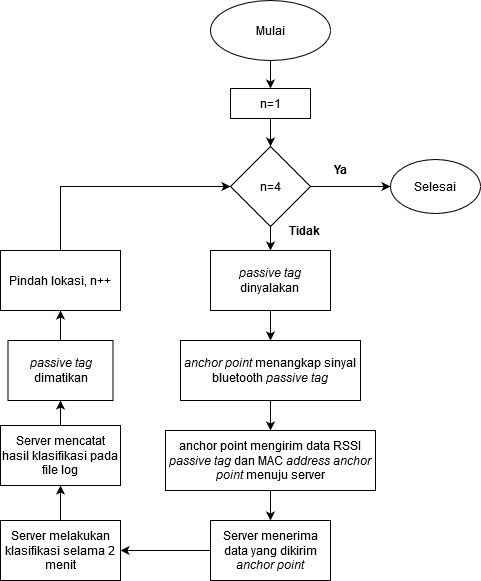 Mulai
n=1
n=4
Ya
Selesai
Tidak
passive tag
dinyalakan
anchor point menangkap sinyal
bluetooth passive tag
anchor point mengirim data RSSI
passive tag dan MAC address anchor
point menuju server
Server menerima
data yang dikirim
anchor point
Server melakukan
klasifikasi selama 2
menit
Server mencatat
hasil klasifikasi pada
file log
passive tag
dimatikan
Pindah lokasi, n++